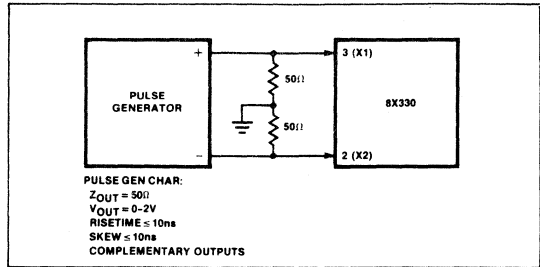 +
3 (X1)
50Ω
PULSE
GENERATOR
8X330
50Ω
–
2 (X2)
PULSE GEN CHAR:
ZOUT = 50Ω
VOUT = 0-2V
RISETIME ≤ 10ns
SKEW ≤ 10ns
COMPLEMENTARY OUTPUTS